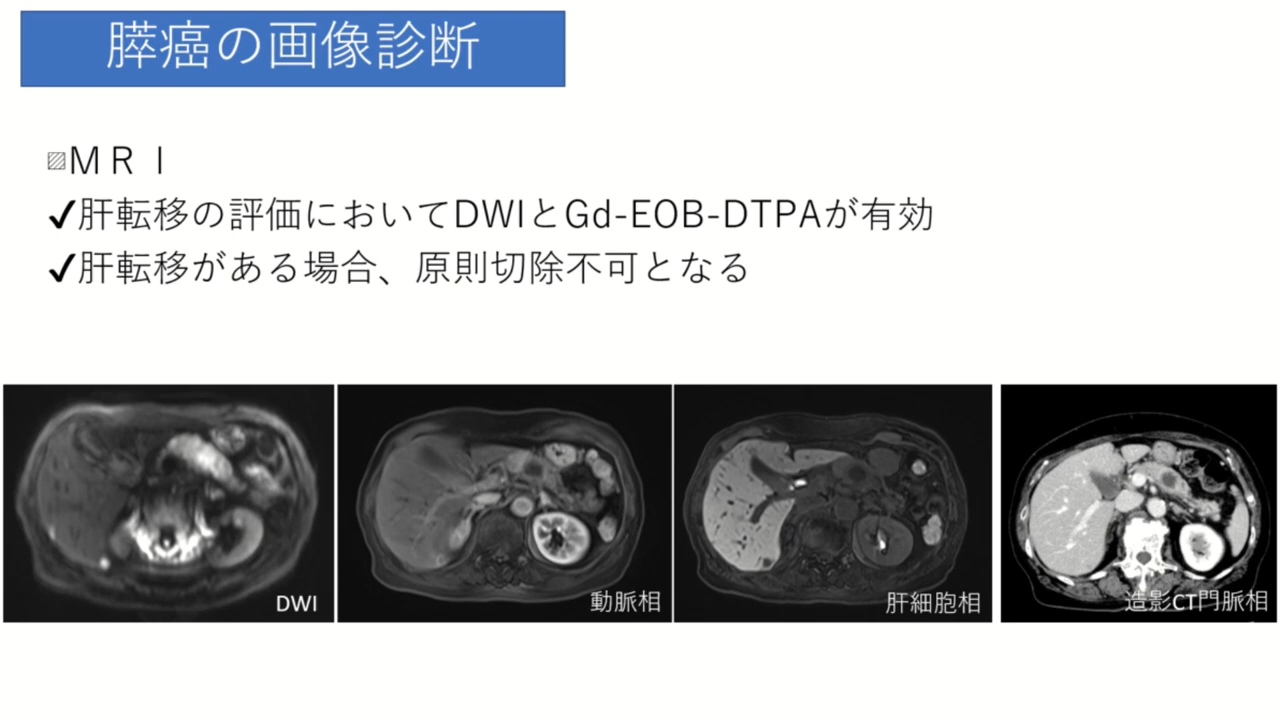 膵癌の画像診断
ＭＲＩ
✓肝転移の評価においてDWIとGd-EOB-DTPAが有効
✓肝転移がある場合、原則切除不可となる
DWI
動脈相
肝細胞相
造影CT門脈相